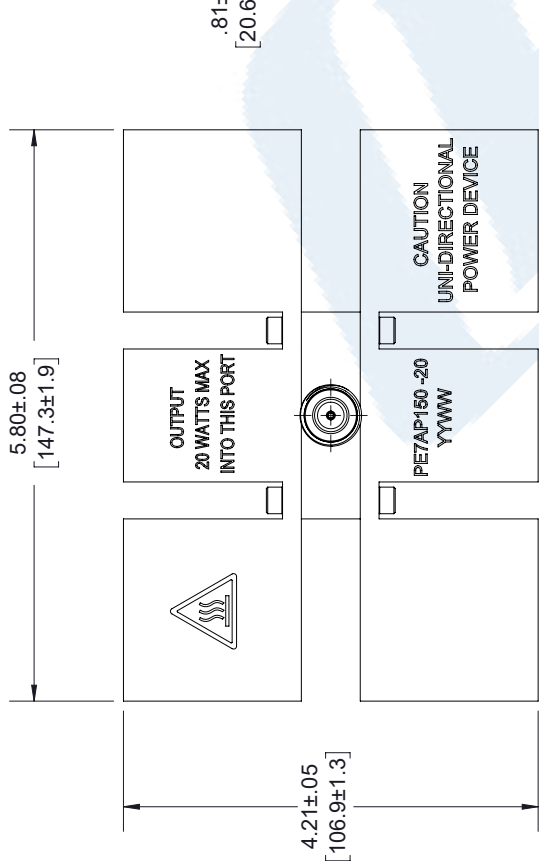 .81±
[20.6
5.80±.08
[147.3±1.9]
OUTPUT
20 WATTS MAX
INTO THIS PORT
CAUTION
UNI-DIRECTIONAL
POWER DEVICE
PE7AP150 -20
YYWW
4.21±.05
[106.9±1.3]